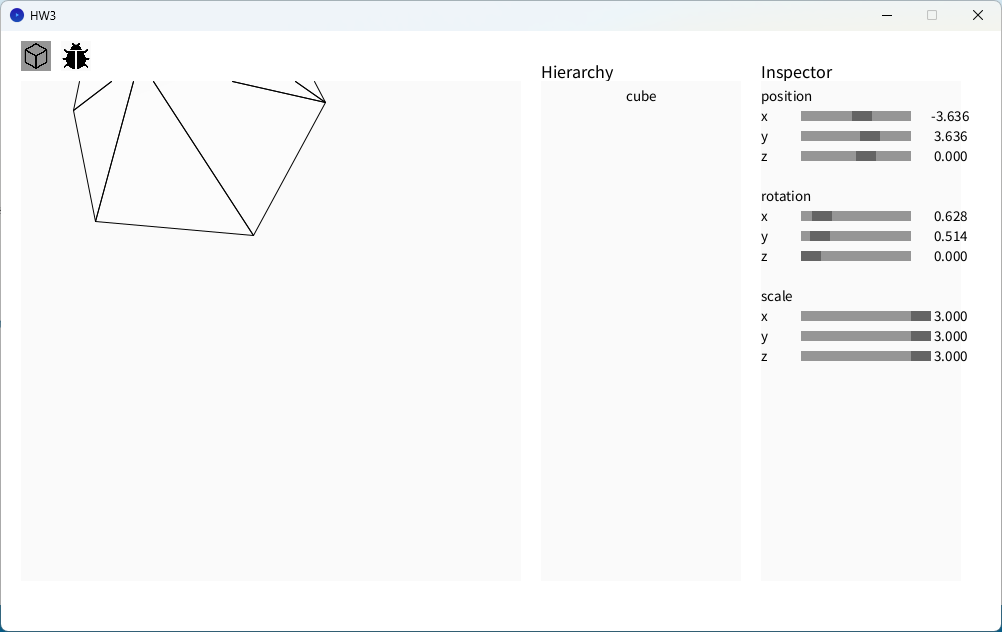 HW3
Hierarchy
cube
Inspector
position
x -3.636
y 3.636
z 0.000
rotation
x 0.628
y 0.514
z 0.000
scale
x 3.000
y 3.000
z 3.000